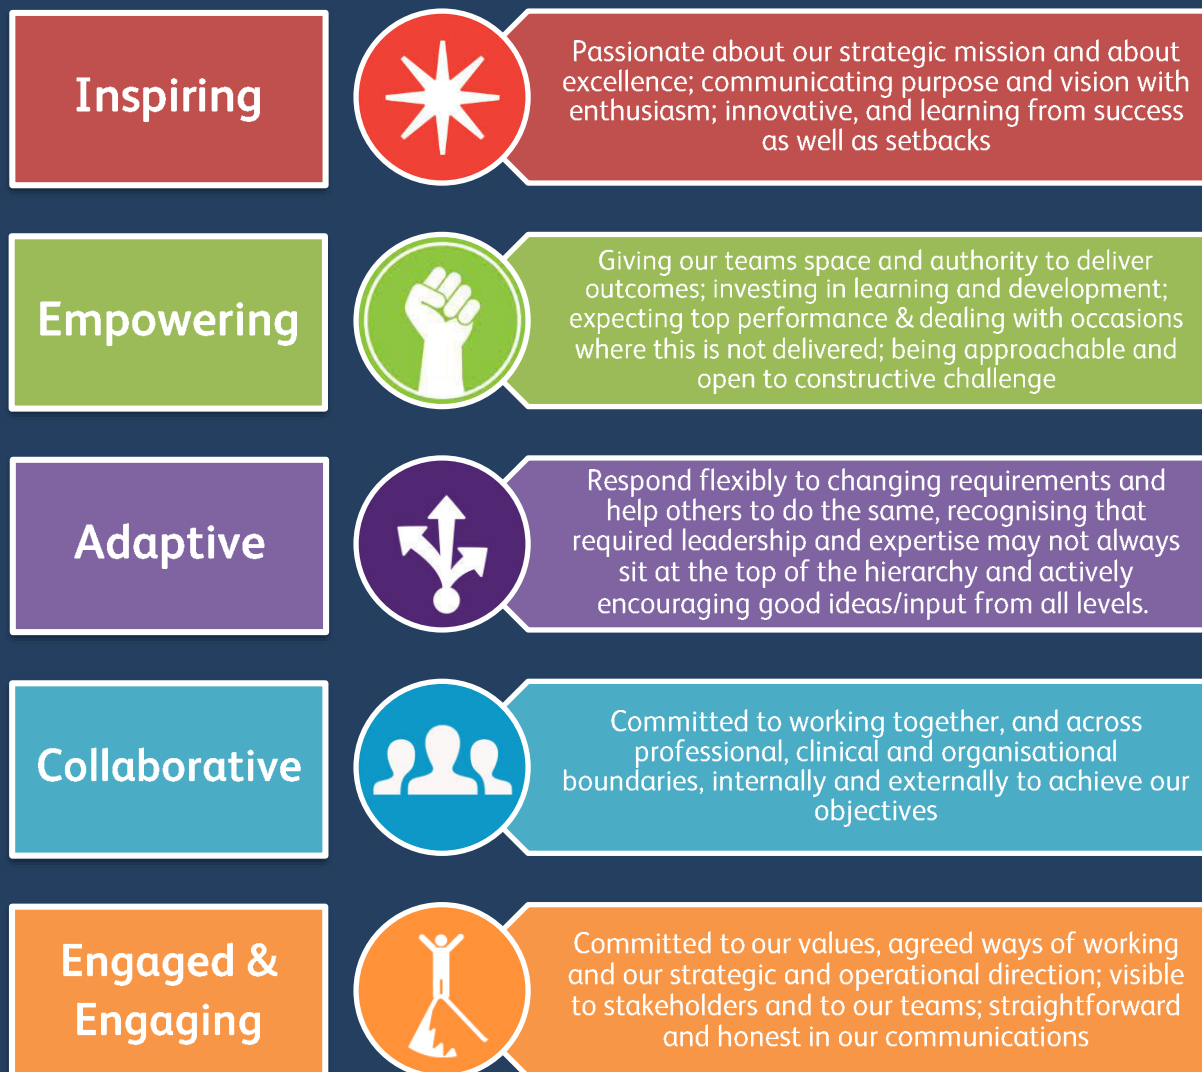 Inspiring
Passionate about our strategic mission and about
excellence; communicating purpose and vision with
enthusiasm; innovative, and learning from success
as well as setbacks
Empowering
Giving our teams space and authority to deliver
outcomes; investing in learning and development;
expecting top performance & dealing with occasions
where this is not delivered; being approachable and
open to constructive challenge
Adaptive
Respond flexibly to changing requirements and
help others to do the same, recognising that
required leadership and expertise may not always
sit at the top of the hierarchy and actively
encouraging good ideas/input from all levels.
Collaborative
Committed to working together, and across
professional, clinical and organisational
boundaries, internally and externally to achieve our
objectives
Engaged &
Engaging
Committed to our values, agreed ways of working
and our strategic and operational direction; visible
to stakeholders and to our teams; straightforward
and honest in our communications